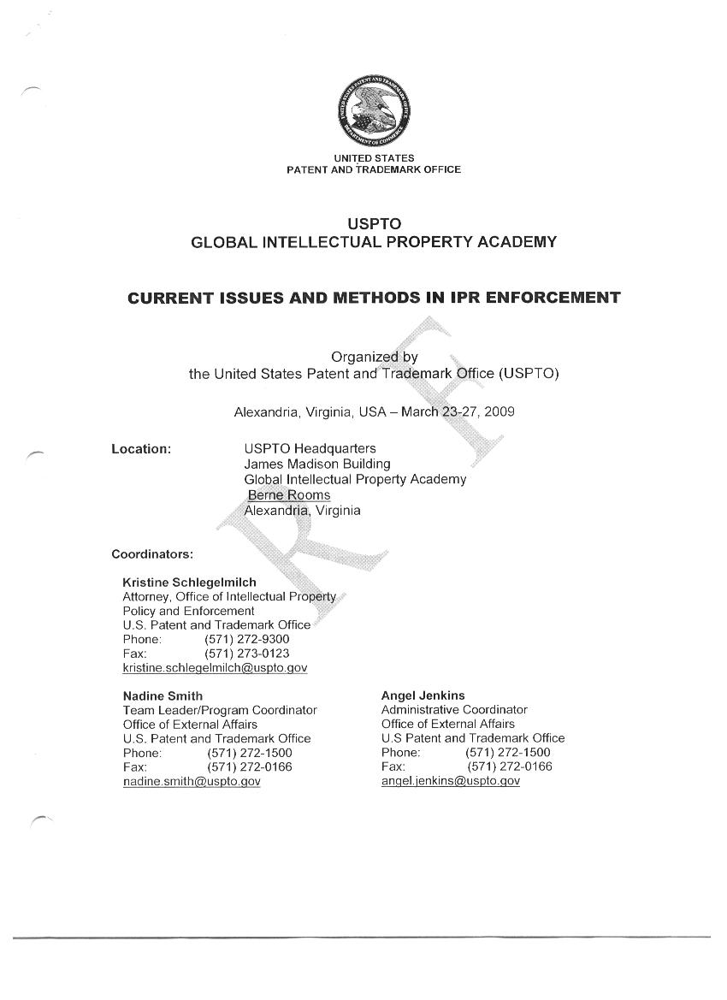 UNITED STATES PATENT AND TRADEMARK OFFICE
DEPARTMENT OF COMMERCE
UNITED STATES
PATENT AND TRADEMARK OFFICE
USPTO
GLOBAL INTELLECTUAL PROPERTY ACADEMY
CURRENT ISSUES AND METHODS IN IPR ENFORCEMENT
Organized by
the United States Patent and Trademark Office (USPTO)
Alexandria, Virginia, USA – March 23-27, 2009
Location: USPTO Headquarters
James Madison Building
Global Intellectual Property Academy
Berne Rooms
Alexandria, Virginia
Coordinators:
Kristine Schlegelmilch
Attorney, Office of Intellectual Property
Policy and Enforcement
U.S. Patent and Trademark Office
Phone: (571) 272-9300
Fax: (571) 273-0123
kristine.schlegelmilch@uspto.gov
Nadine Smith
Team Leader/Program Coordinator
Office of External Affairs
U.S. Patent and Trademark Office
Phone: (571) 272-1500
Fax: (571) 272-0166
nadine.smith@uspto.gov
Angel Jenkins
Administrative Coordinator
Office of External Affairs
U.S Patent and Trademark Office
Phone: (571) 272-1500
Fax: (571) 272-0166
angel.jenkins@uspto.gov
R F